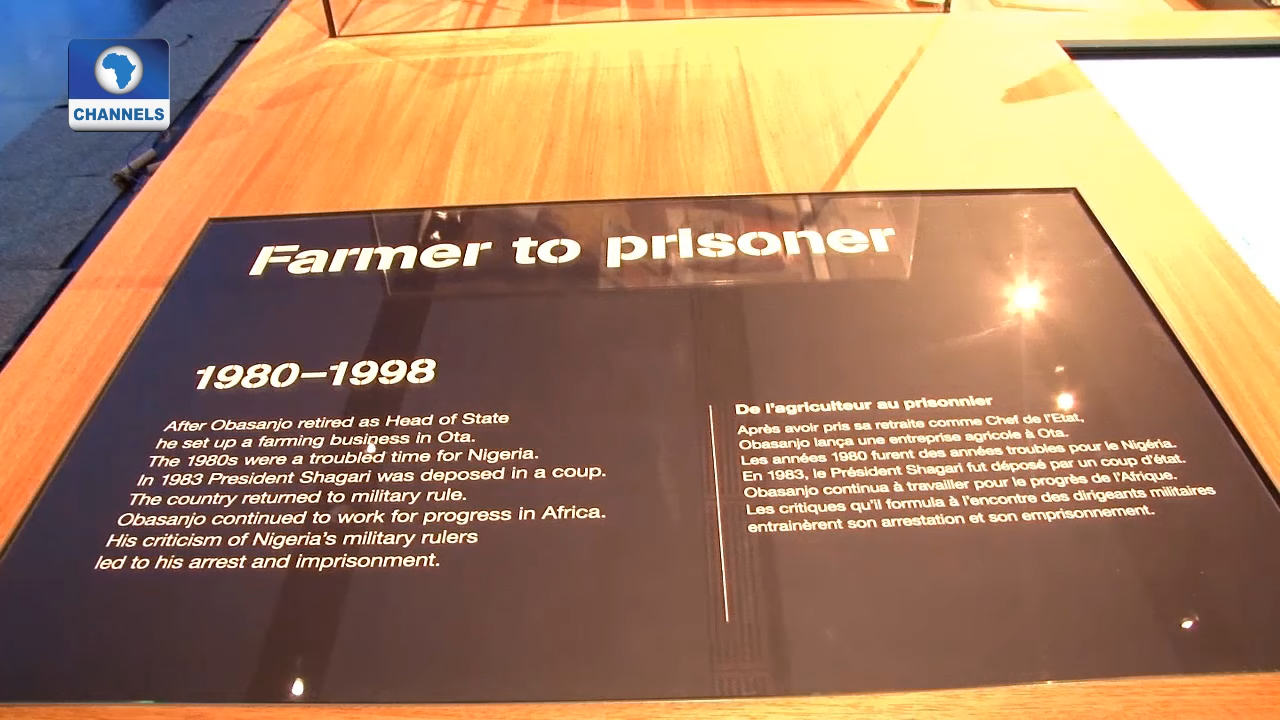 CHANNELS
Farmer to prisoner
1980–1998
After Obasanjo retired as Head of State
he set up a farming business in Ota.
The 1980s were a troubled time for Nigeria.
In 1983 President Shagari was deposed in a coup.
The country returned to military rule.
Obasanjo continued to work for progress in Africa.
His criticism of Nigeria's military rulers
led to his arrest and imprisonment.
De l'agriculteur au prisonnier
Après avoir pris sa retraite comme Chef de l'Etat,
Obasanjo lança une entreprise agricole à Ota.
Les années 1980 furent des années troubles pour le Nigéria.
En 1983, le Président Shagari fut déposé par un coup d'état.
Obasanjo continua à travailler pour le progrès de l'Afrique.
Les critiques qu'il formula à l'encontre des dirigeants militaires
entrainèrent son arrestation et son emprisonnement.